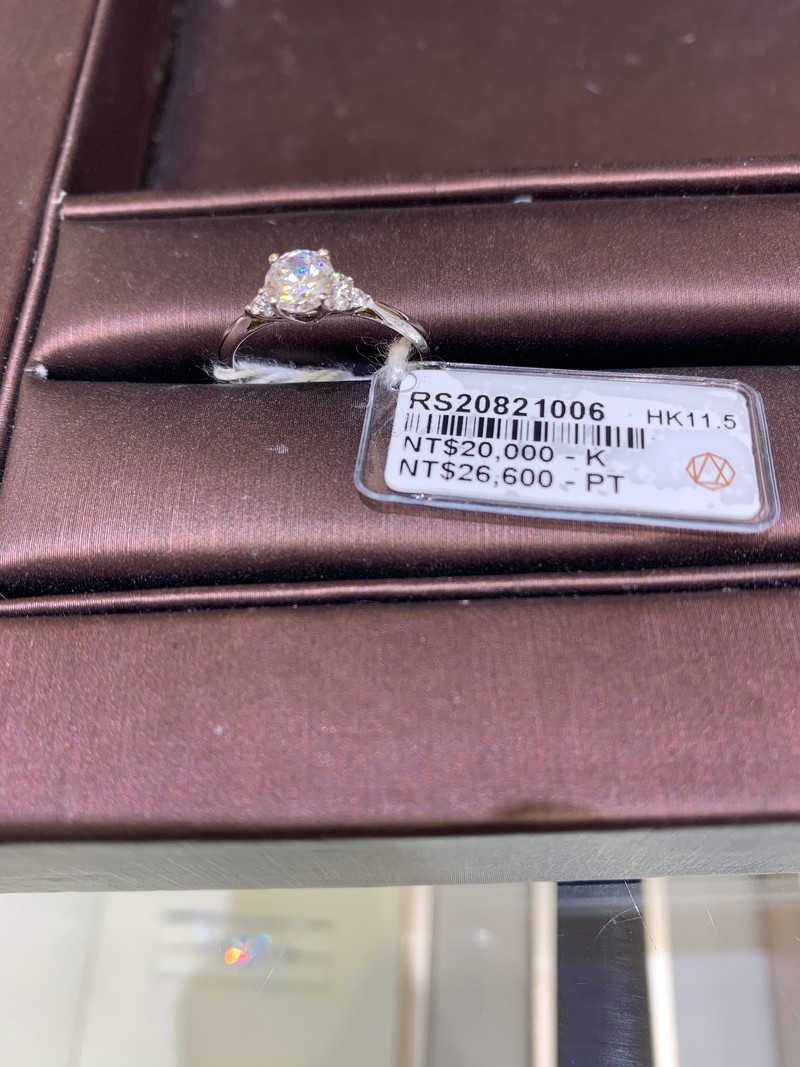 RS20821006 HK11.5
NT$20,000 - K
NT$26,600 - PT